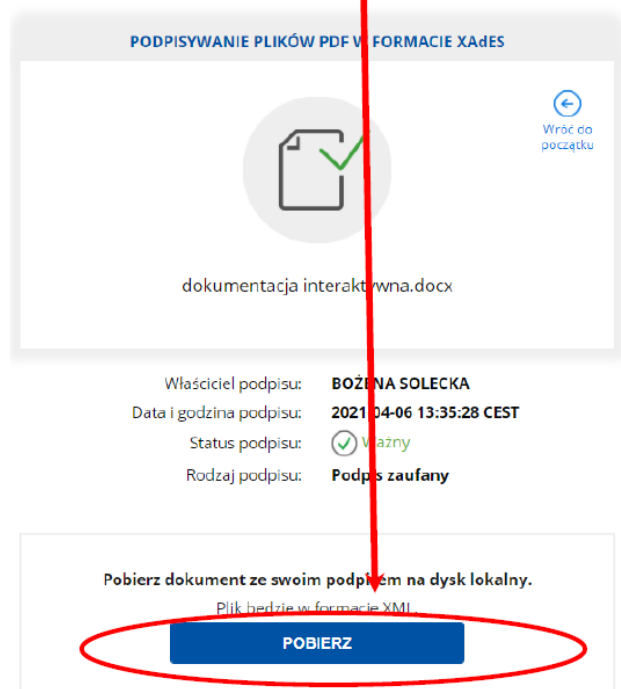 PODPISYWANIE PLIKÓW PDF W FORMACIE XAdES
Wróć do
początku
dokumentacja interaktywna.docx
Właściciel podpisu: BOŻENA SOLECKA
Data i godzina podpisu: 2021-04-06 13:35:28 CEST
Status podpisu: Ważny
Rodzaj podpisu: Podpis zaufany
Pobierz dokument ze swoim podpisem na dysk lokalny.
Plik będzie w formacie XML.
POBIERZ